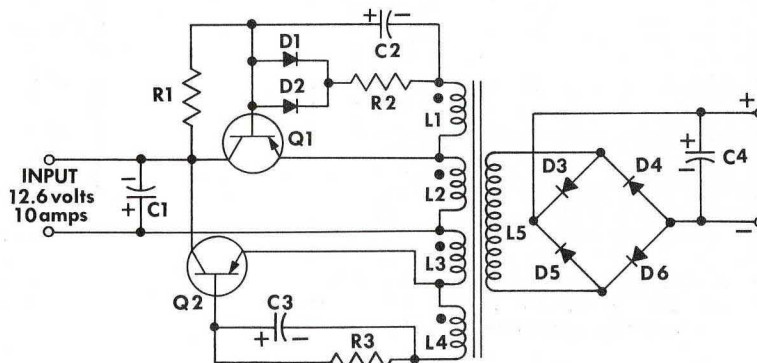 + -
C2
D1
D2
R1
R2
L1
Q1
+
INPUT
12.6 volts
10 amps
-
+ C1
L2
D3 D4
+
-
C4
L5
L3
D5 D6
-
Q2
C3
+ -
R3
L4